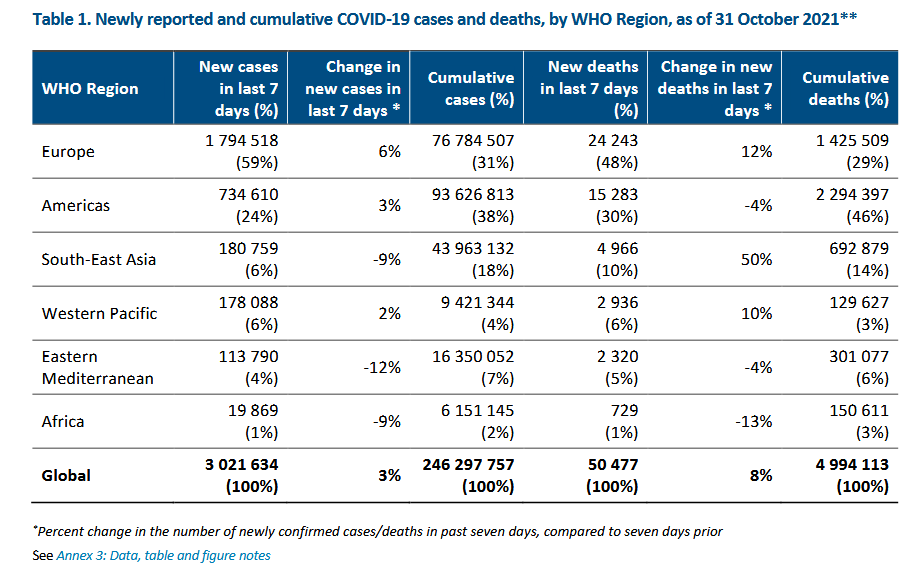 Table 1. Newly reported and cumulative COVID-19 cases and deaths, by WHO Region, as of 31 October 2021**
WHO Region
New cases
in last 7
days (%)
Change in
new cases in
last 7 days *
Cumulative
cases (%)
New deaths
in last 7 days
(%)
Change in new
deaths in last 7
days *
Cumulative
deaths (%)
Europe
1 794 518
(59%)
6%
76 784 507
(31%)
24 243
(48%)
12%
1 425 509
(29%)
Americas
734 610
(24%)
3%
93 626 813
(38%)
15 283
(30%)
-4%
2 294 397
(46%)
South-East Asia
180 759
(6%)
-9%
43 963 132
(18%)
4 966
(10%)
50%
692 879
(14%)
Western Pacific
178 088
(6%)
2%
9 421 344
(4%)
2 936
(6%)
10%
129 627
(3%)
Eastern
Mediterranean
113 790
(4%)
-12%
16 350 052
(7%)
2 320
(5%)
-4%
301 077
(6%)
Africa
19 869
(1%)
-9%
6 151 145
(2%)
729
(1%)
-13%
150 611
(3%)
Global
3 021 634
(100%)
3%
246 297 757
(100%)
50 477
(100%)
8%
4 994 113
(100%)
*Percent change in the number of newly confirmed cases/deaths in past seven days, compared to seven days prior
See Annex 3: Data, table and figure notes